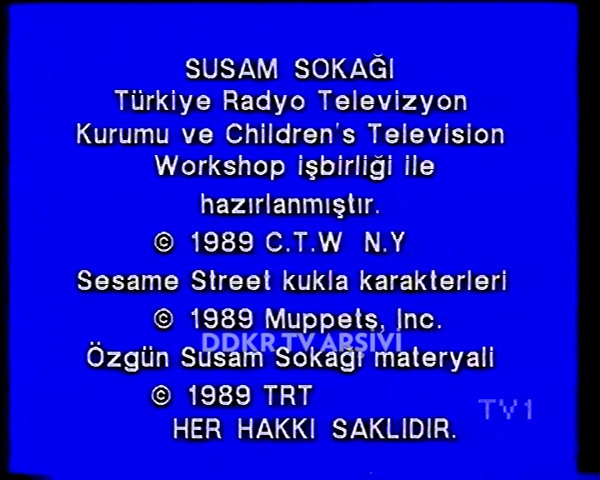 SUSAM SOKAĞI
Türkiye Radyo Televizyon
Kurumu ve Children's Television
Workshop işbirliği ile
hazırlanmıştır.
© 1989 C.T.W N.Y
Sesame Street kukla karakterleri
© 1989 Muppets, Inc.
DDKR TV ARŞİVİ
Özgün Susam Sokağı materyali
© 1989 TRT
TV1
HER HAKKI SAKLIDIR.